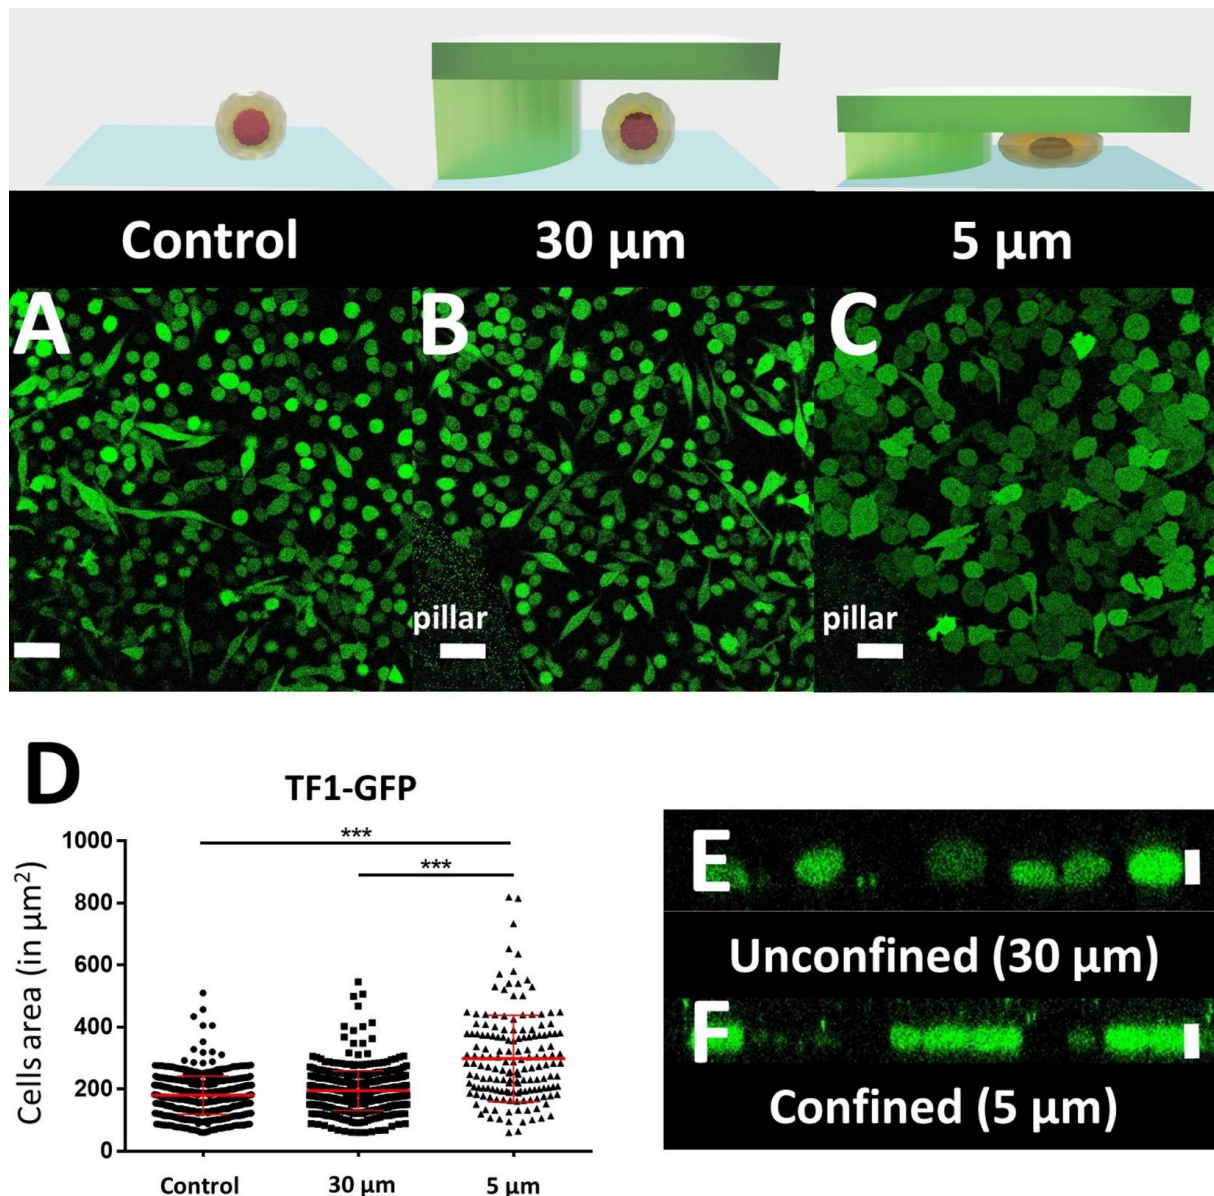 Control
30 µm
5 µm
A
B
C
pillar
pillar
D
TF1-GFP
***
***
1000
800
600
400
200
0
Cells area (in µm²)
Control
30 µm
5 µm
E
Unconfined (30 µm)
F
Confined (5 µm)